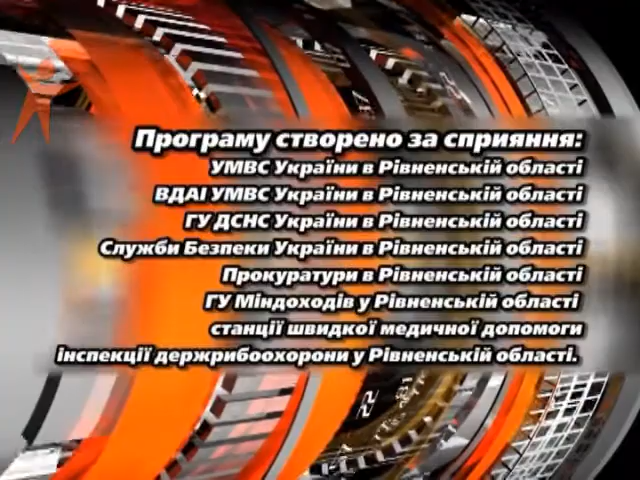 Програму створено за сприяння:
УМВС України в Рівненській області
ВДАІ УМВС України в Рівненській області
ГУ ДСНС України в Рівненській області
Служби Безпеки України в Рівненській області
Прокуратури в Рівненській області
ГУ Міндоходів у Рівненській області
станції швидкої медичної допомоги
інспекції держрибоохорони у Рівненській області.